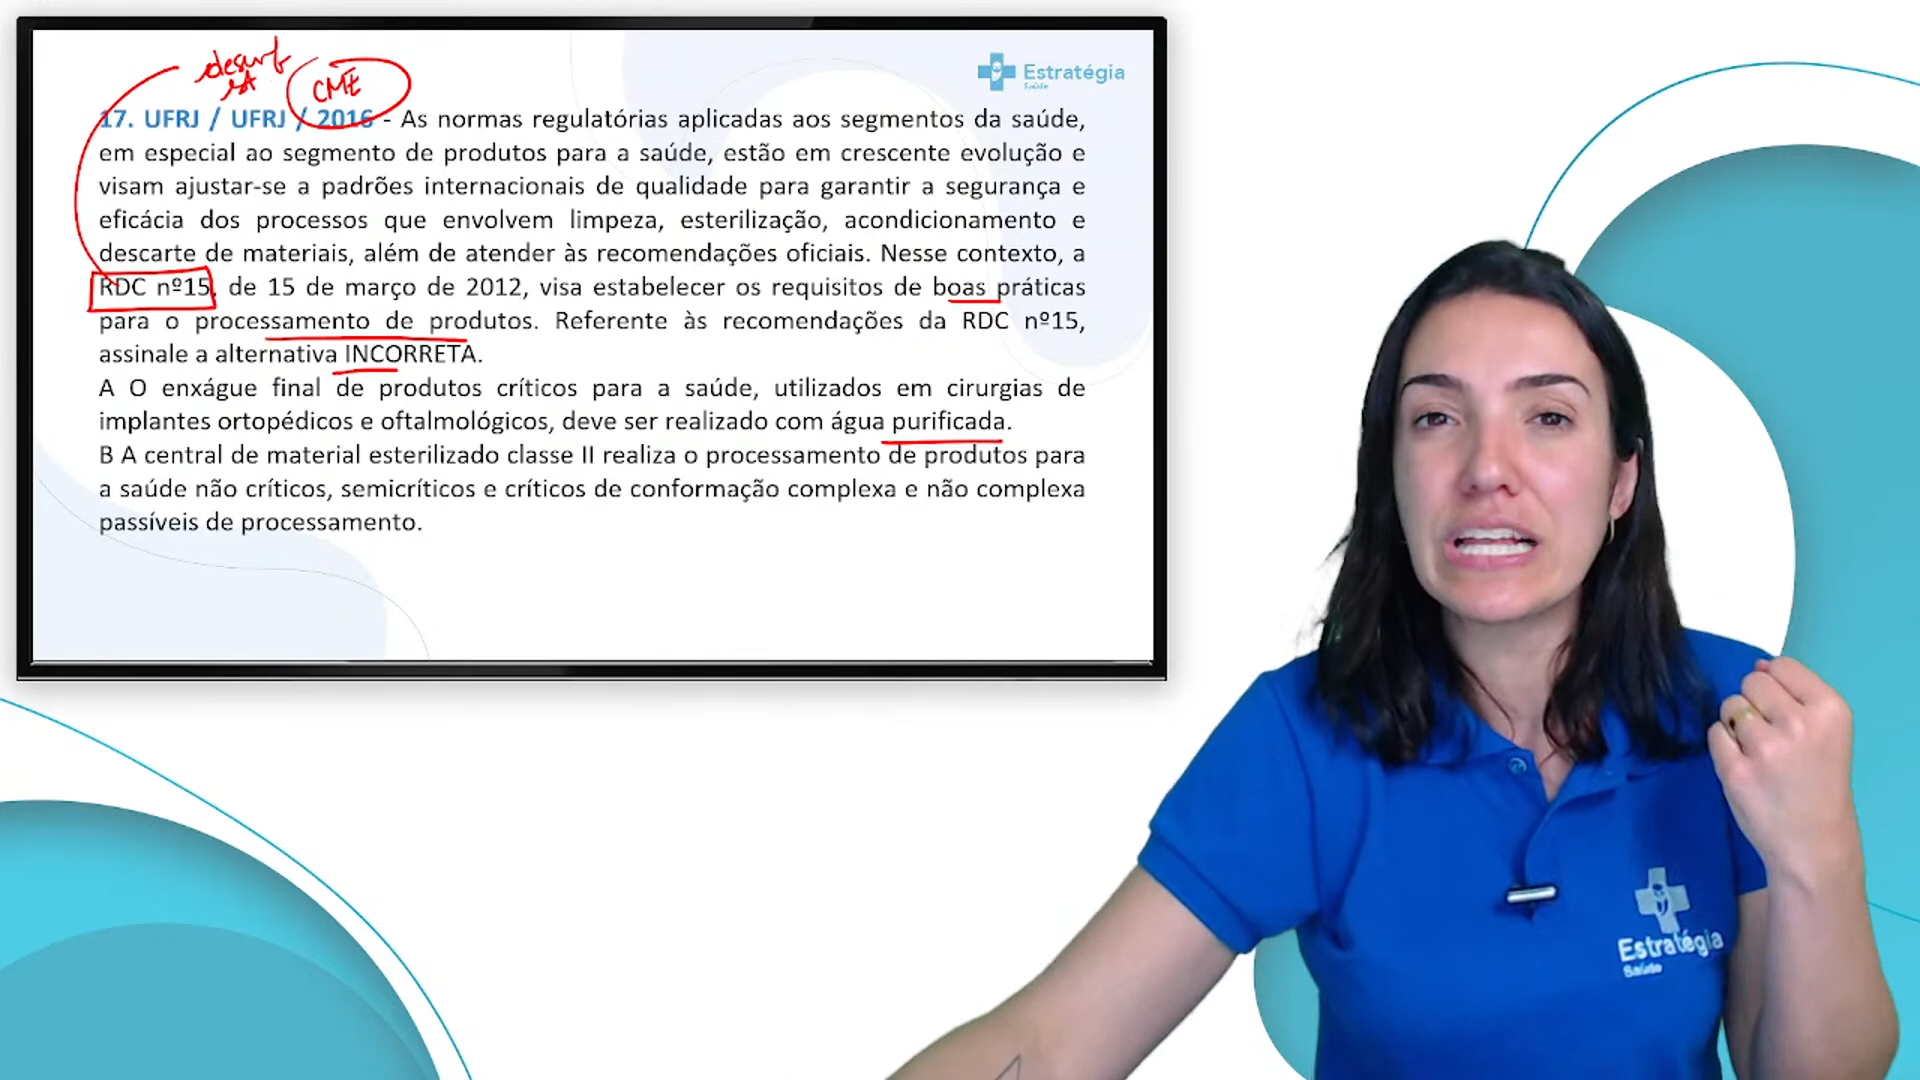 CME
Estratégia
Saúde
17. UFRJ / UFRJ / 2016 - As normas regulatórias aplicadas aos segmentos da saúde,
em especial ao segmento de produtos para a saúde, estão em crescente evolução e
visam ajustar-se a padrões internacionais de qualidade para garantir a segurança e
eficácia dos processos que envolvem limpeza, esterilização, acondicionamento e
descarte de materiais, além de atender às recomendações oficiais. Nesse contexto, a
RDC nº15, de 15 de março de 2012, visa estabelecer os requisitos de boas práticas
para o processamento de produtos. Referente às recomendações da RDC nº15,
assinale a alternativa INCORRETA.
A O enxágue final de produtos críticos para a saúde, utilizados em cirurgias de
implantes ortopédicos e oftalmológicos, deve ser realizado com água purificada.
B A central de material esterilizado classe II realiza o processamento de produtos para
a saúde não críticos, semicríticos e críticos de conformação complexa e não complexa
passíveis de processamento.
Estratégia
Saúde